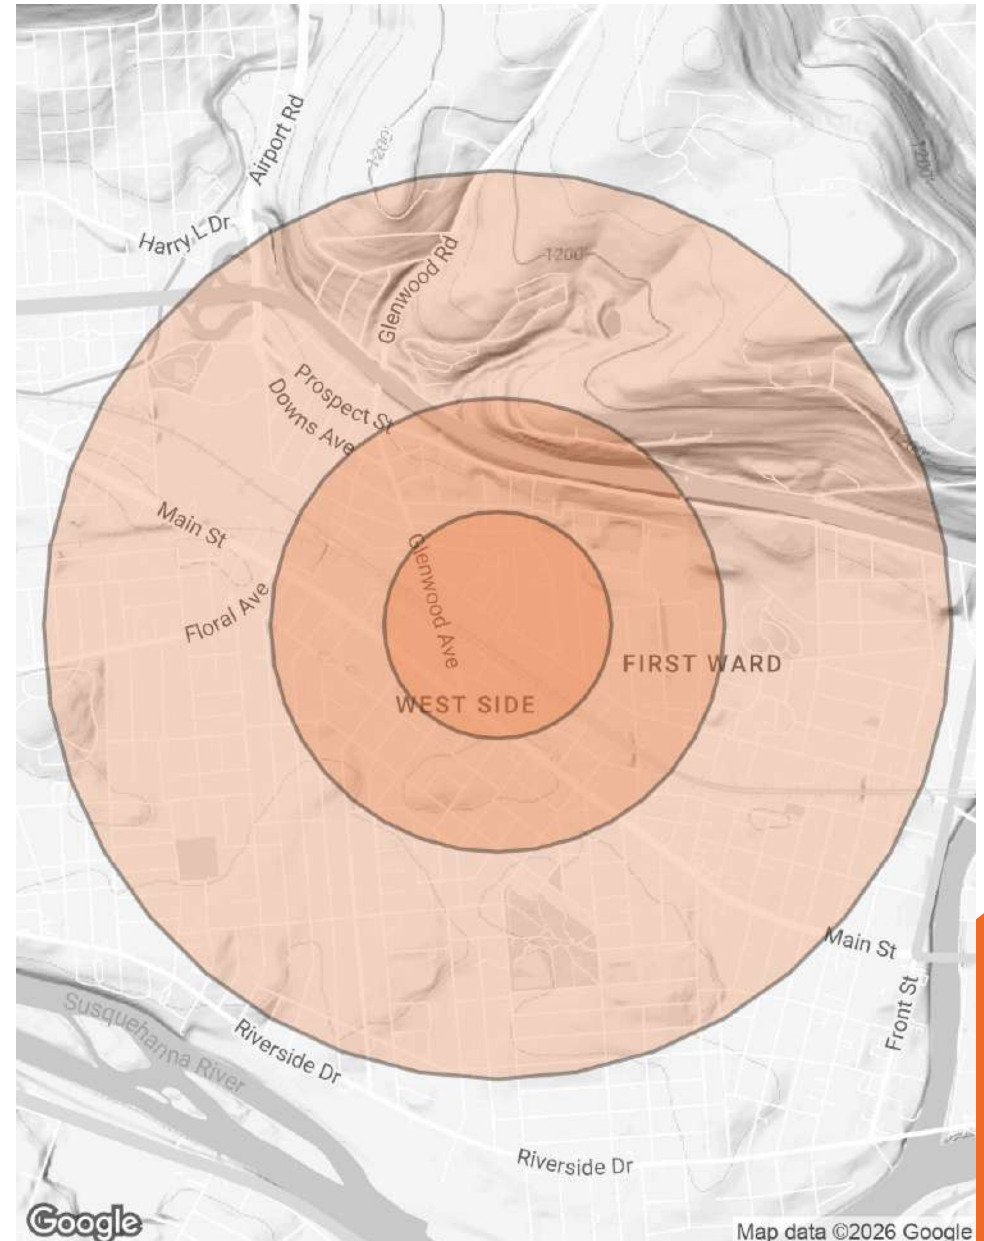 Airport Rd
1200'
1200'
Harry L Dr
Glenwood Rd
1200'
Prospect St
Downs Ave
1200'
Main St
Glenwood Ave
Floral Ave
FIRST WARD
WEST SIDE
Main St
Front St
Susquehanna River
Riverside Dr
Riverside Dr
Google
Map data ©2026 Google